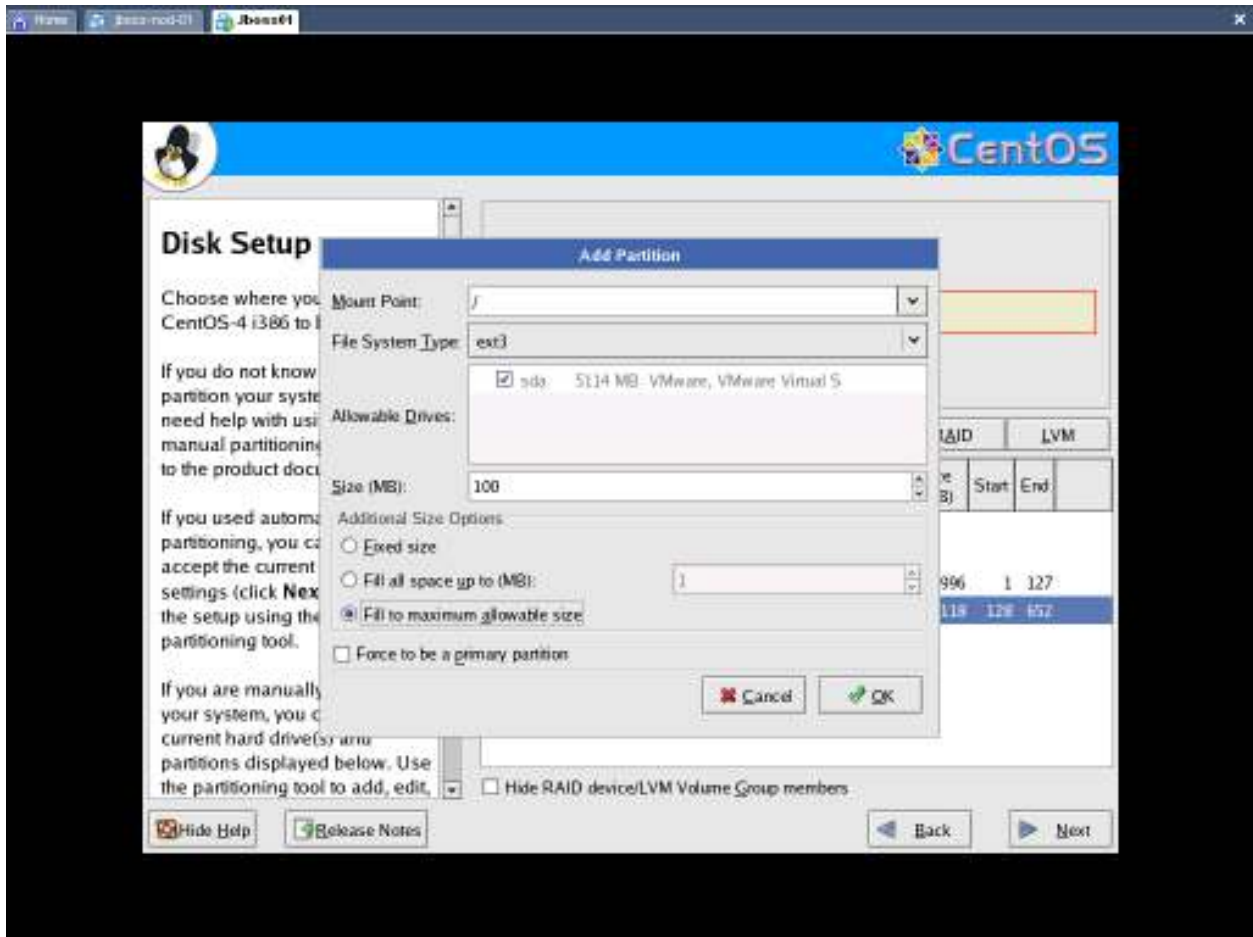 Home
Jboss01
CentOS
Disk Setup
Choose where you
CentOS-4 i386 to
If you do not know
partition your syste
need help with usi
manual partitioning
to the product docu
If you used automa
partitioning, you ca
accept the current
settings (click Nex
the setup using the
partitioning tool.
If you are manually
your system, you c
current hard drive(s) and
partitions displayed below. Use
the partitioning tool to add, edit,
Add Partition
Mount Point: /
File System Type: ext3
Allowable Drives:
sda 5114 MB VMware, VMware Virtual S
Size (MB): 100
Additional Size Options
Fixed size
Fill all space up to (MB): 1
Fill to maximum allowable size
Force to be a primary partition
Cancel OK
RAID LVM
Start End
996 1 127
118 128 652
Hide RAID device/LVM Volume Group members
Hide Help Release Notes Back Next